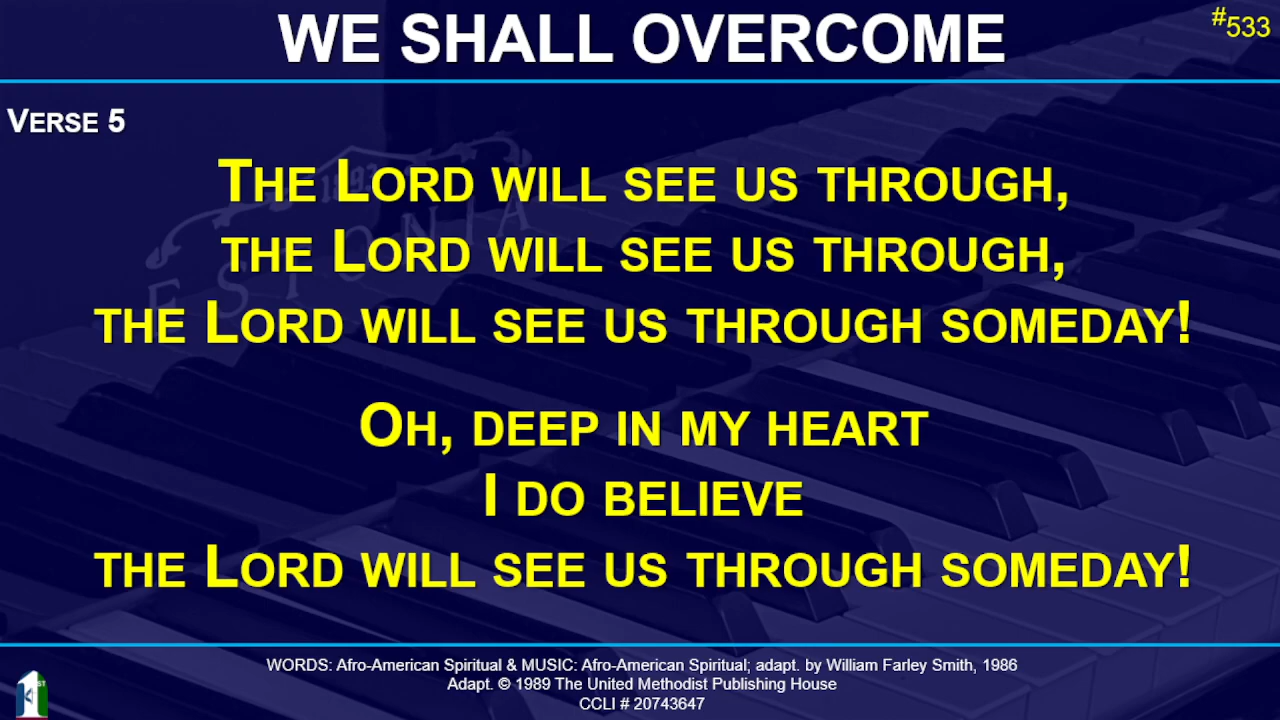 WE SHALL OVERCOME
#533
VERSE 5
THE LORD WILL SEE US THROUGH,
THE LORD WILL SEE US THROUGH,
THE LORD WILL SEE US THROUGH SOMEDAY!
OH, DEEP IN MY HEART
I DO BELIEVE
THE LORD WILL SEE US THROUGH SOMEDAY!
ESTONIA
WORDS: Afro-American Spiritual & MUSIC: Afro-American Spiritual; adapt. by William Farley Smith, 1986
Adapt. © 1989 The United Methodist Publishing House
CCLI # 20743647